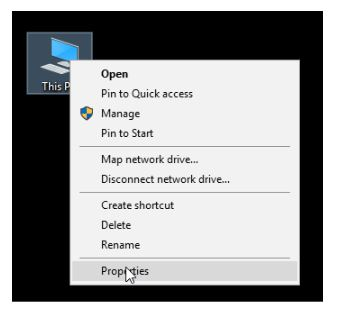 This P
Open
Pin to Quick access
Manage
Pin to Start
Map network drive...
Disconnect network drive...
Create shortcut
Delete
Rename
Properties